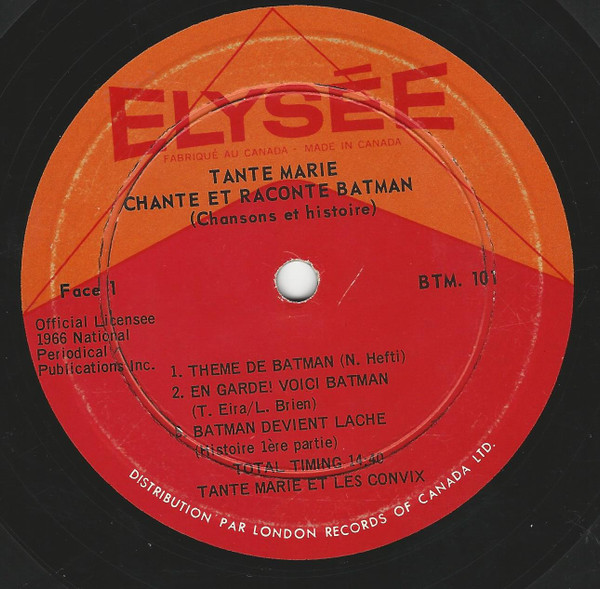 ELYSÉE
FABRIQUÉ AU CANADA - MADE IN CANADA
TANTE MARIE
CHANTE ET RACONTE BATMAN
(Chansons et histoire)
Face 1
BTM. 101
Official Licensee
1966 National
Periodical
Publications Inc.
1. THEME DE BATMAN (N. Hefti)
2. EN GARDE! VOICI BATMAN
(T. Eira/L. Brien)
3. BATMAN DEVIENT LACHE
(Histoire 1ère partie)
TOTAL TIMING 14.40
TANTE MARIE ET LES CONVIX
DISTRIBUTION PAR LONDON RECORDS OF CANADA LTD.